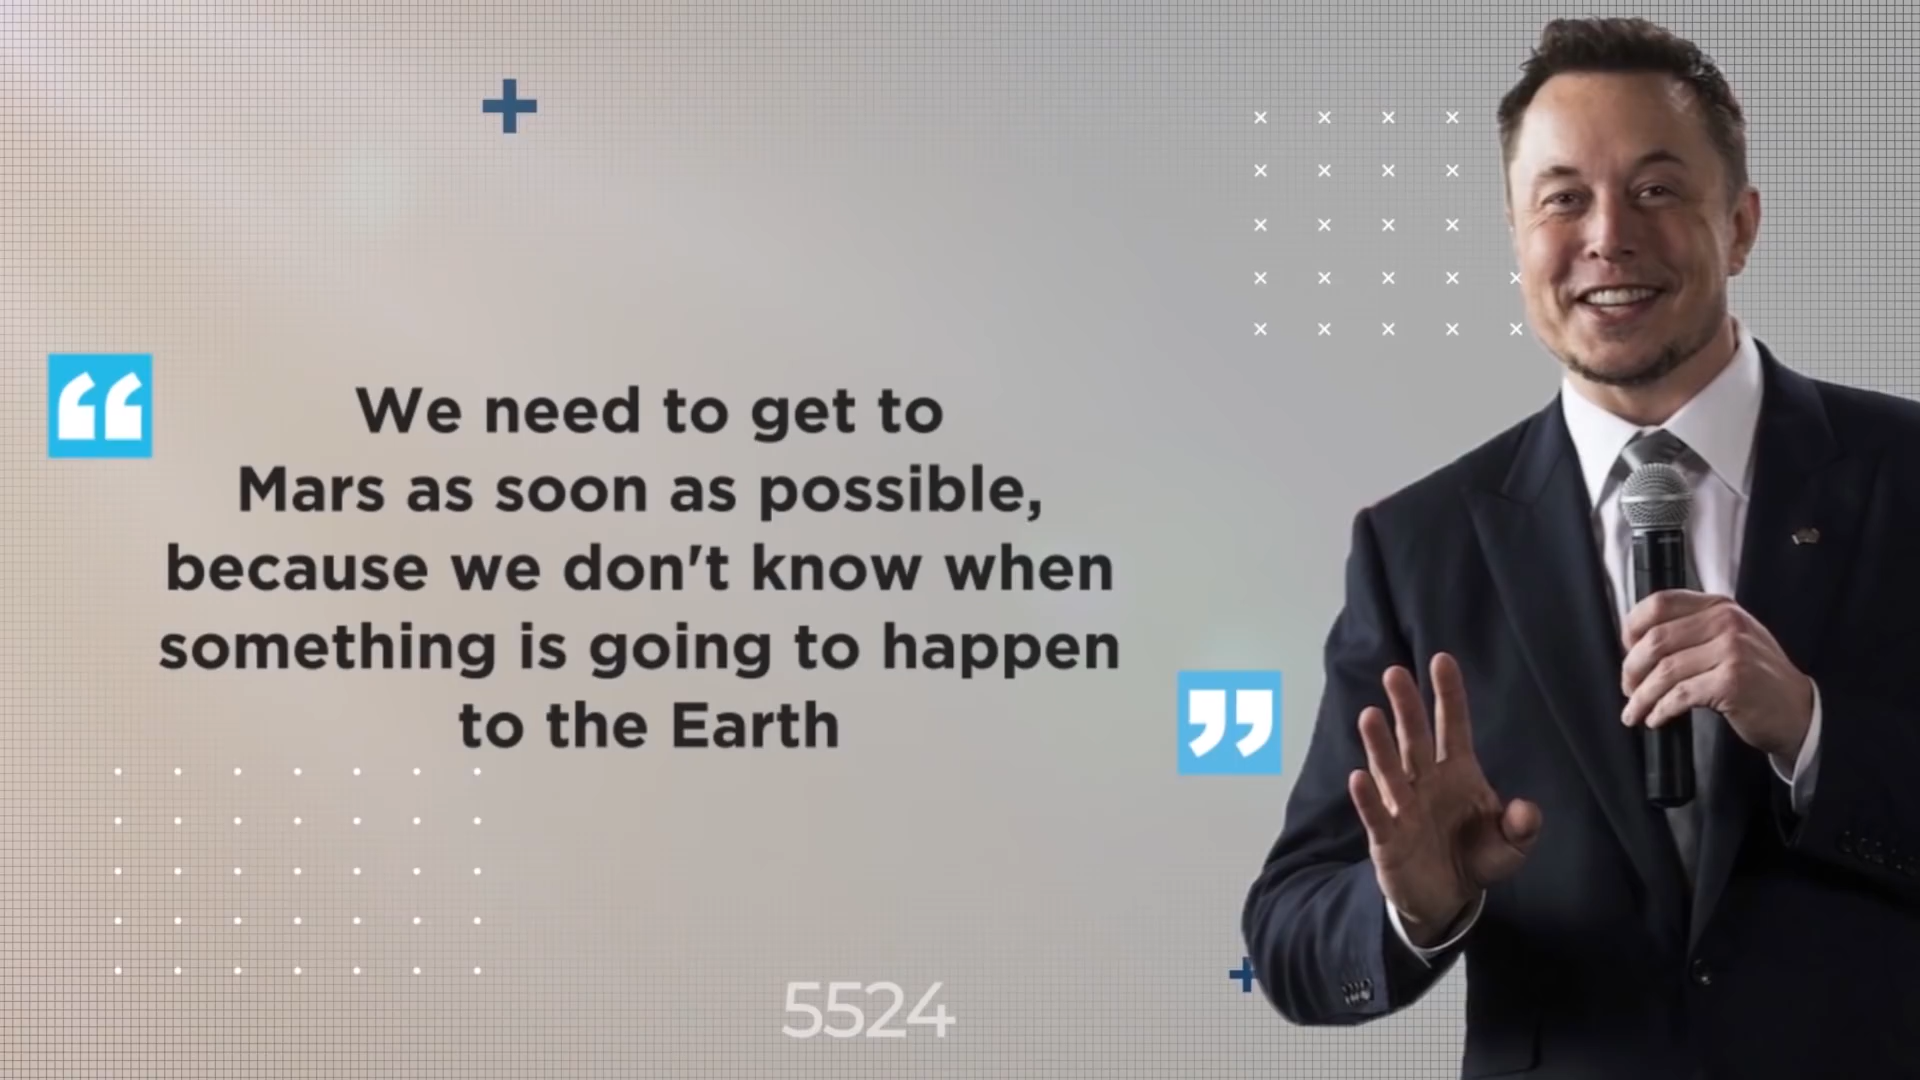 We need to get to
Mars as soon as possible,
because we don't know when
something is going to happen
to the Earth
5524